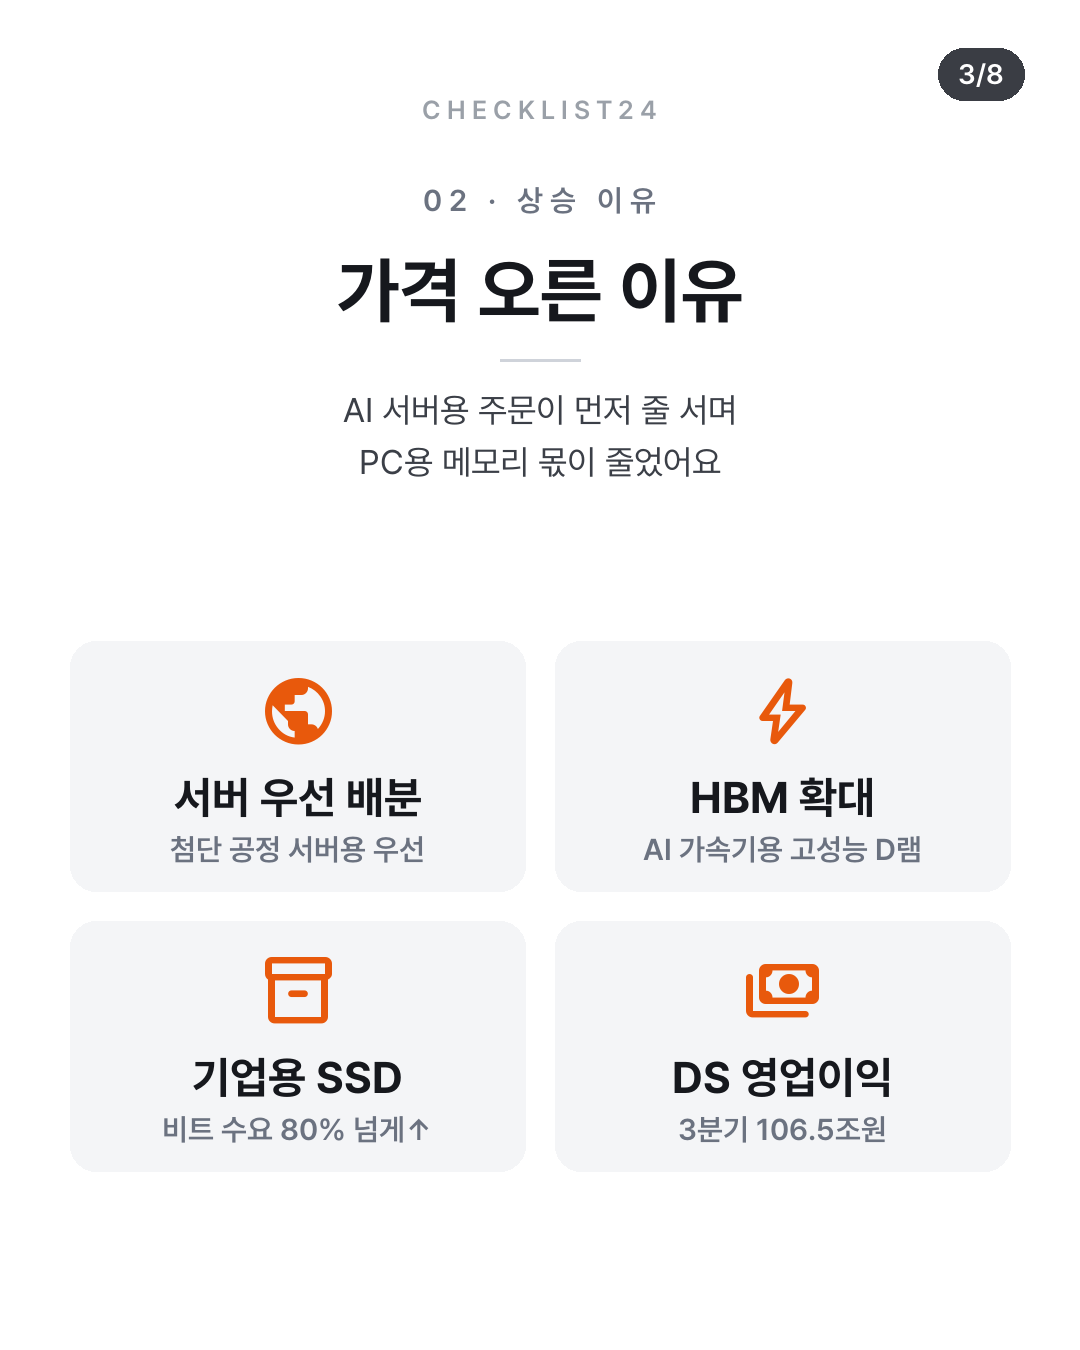 3/8
CHECKLIST24
02 · 상승 이유
가격 오른 이유
AI 서버용 주문이 먼저 줄 서며
PC용 메모리 몫이 줄었어요
서버 우선 배분
첨단 공정 서버용 우선
HBM 확대
AI 가속기용 고성능 D램
기업용 SSD
비트 수요 80% 넘게↑
DS 영업이익
3분기 106.5조원